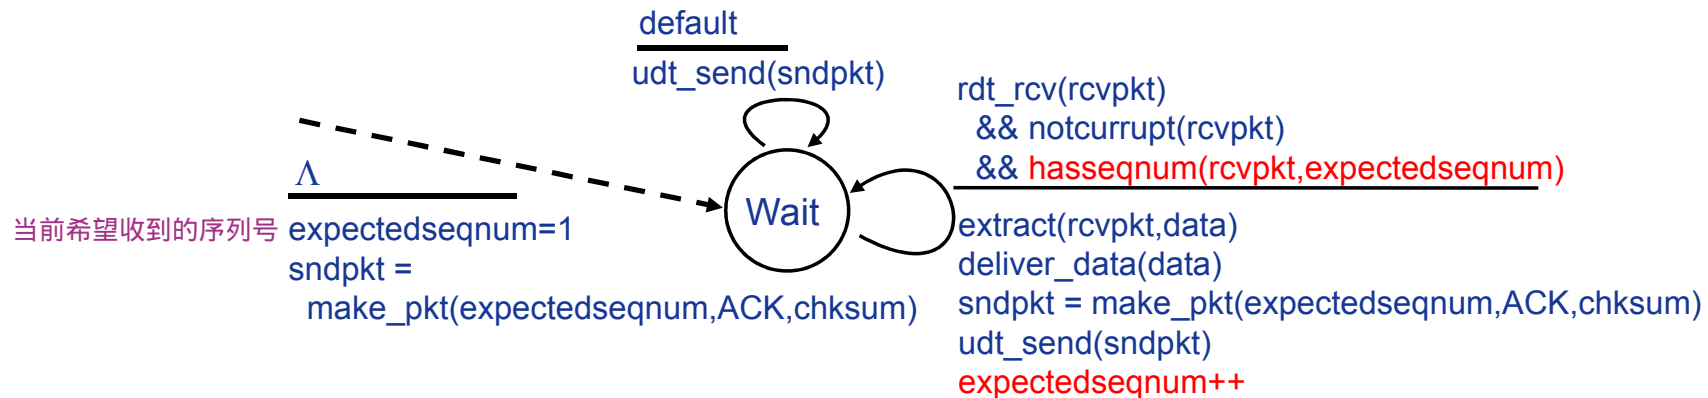 default
udt_send(sndpkt)
rdt_rcv(rcvpkt)
&& notcurrupt(rcvpkt)
&& hasseqnum(rcvpkt,expectedseqnum)
Λ
Wait
当前希望收到的序列号 expectedseqnum=1
sndpkt =
make_pkt(expectedseqnum,ACK,chksum)
extract(rcvpkt,data)
deliver_data(data)
sndpkt = make_pkt(expectedseqnum,ACK,chksum)
udt_send(sndpkt)
expectedseqnum++